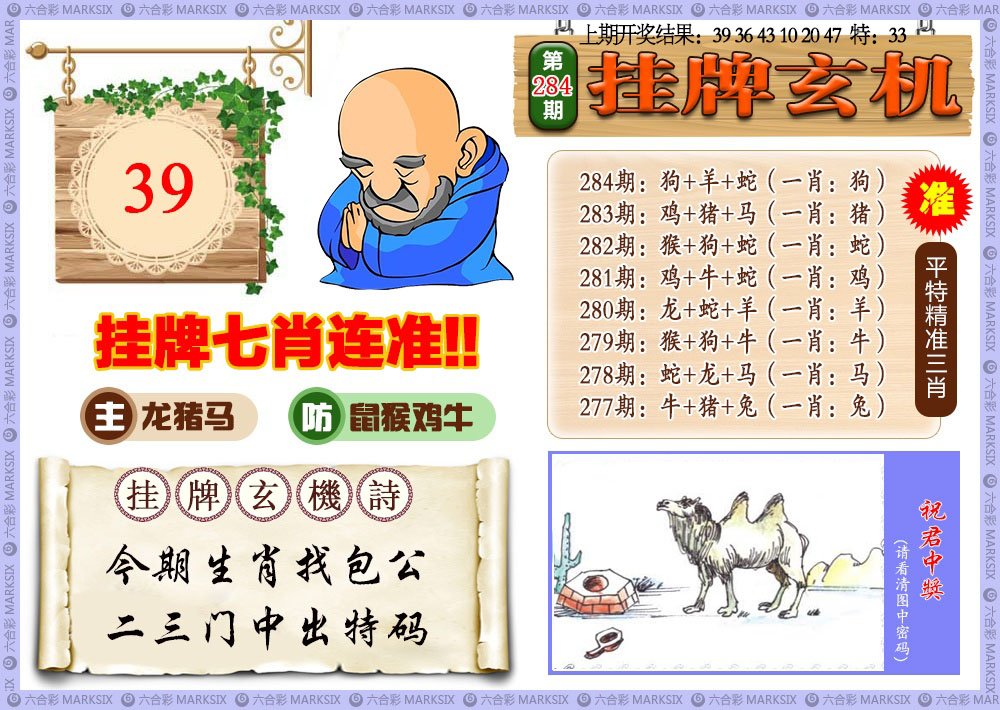 六合彩 MARKSIX
上期开奖结果：39 36 43 10 20 47 特：33
第
284
期
挂牌玄机
39
挂牌七肖连准!!
主 龙猪马
防 鼠猴鸡牛
挂牌玄機詩
今期生肖找包公
二三门中出特码
284期：狗+羊+蛇（一肖：狗）
283期：鸡+猪+马（一肖：猪）
282期：猴+狗+蛇（一肖：蛇）
281期：鸡+牛+蛇（一肖：鸡）
280期：龙+蛇+羊（一肖：羊）
279期：猴+狗+牛（一肖：牛）
278期：蛇+龙+马（一肖：马）
277期：牛+猪+兔（一肖：兔）
准
平特精准三肖
祝君中獎
（请看清图中密码）